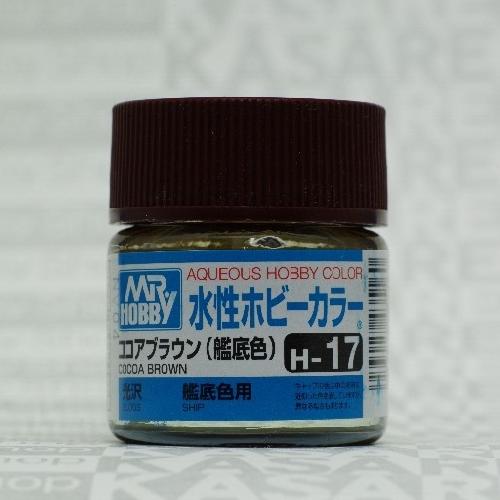 AQUEOUS HOBBY COLOR
MR HOBBY
水性ホビーカラー
ココアブラウン(艦底色)
COCOA BROWN
H-17
光沢
GLOSS
艦底色用
SHIP
KASARE